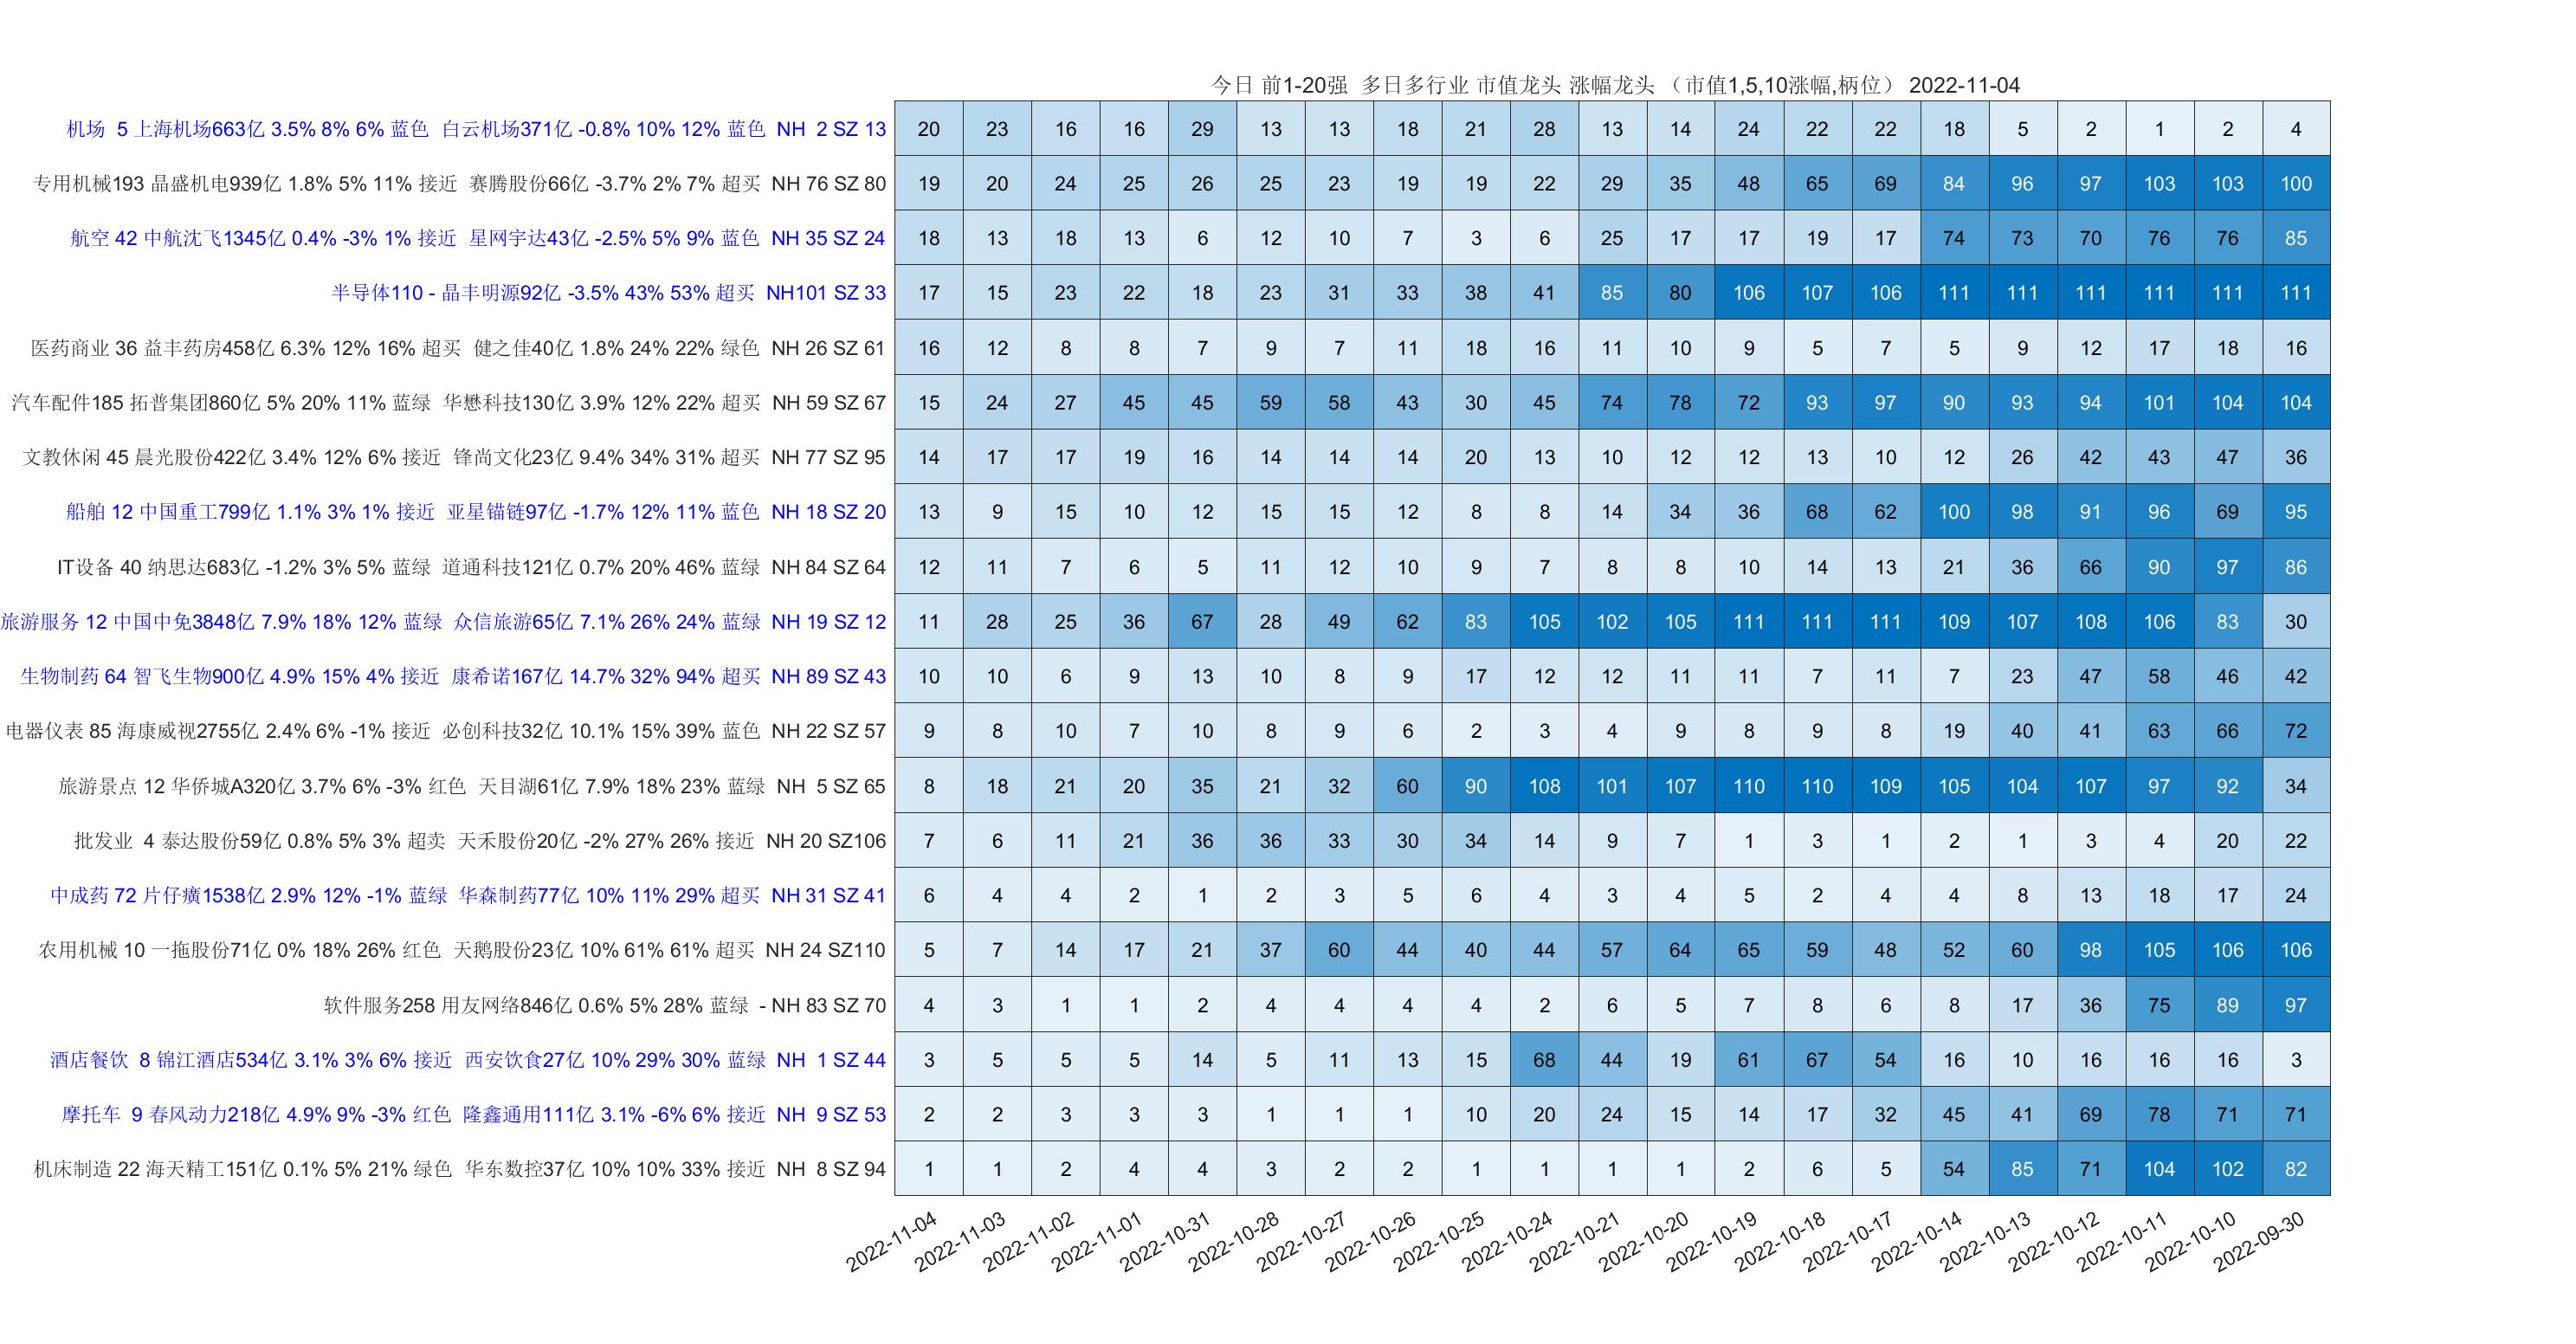 今日 前1-20强 多日多行业 市值龙头 涨幅龙头 （市值1,5,10涨幅,柄位） 2022-11-04
机场 5 上海机场663亿 3.5% 8% 6% 蓝色 白云机场371亿 -0.8% 10% 12% 蓝色 NH 2 SZ 13 20 23 16 16 29 13 13 18 21 28 13 14 24 22 22 18 5 2 1 2 4
专用机械193 晶盛机电939亿 1.8% 5% 11% 接近 赛腾股份66亿 -3.7% 2% 7% 超买 NH 76 SZ 80 19 20 24 25 26 25 23 19 19 22 29 35 48 65 69 84 96 97 103 103 100
航空 42 中航沈飞1345亿 0.4% -3% 1% 接近 星网宇达43亿 -2.5% 5% 9% 蓝色 NH 35 SZ 24 18 13 18 13 6 12 10 7 3 6 25 17 17 19 17 74 73 70 76 76 85
半导体110 - 晶丰明源92亿 -3.5% 43% 53% 超买 NH101 SZ 33 17 15 23 22 18 23 31 33 38 41 85 80 106 107 106 111 111 111 111 111 111
医药商业 36 益丰药房458亿 6.3% 12% 16% 超买 健之佳40亿 1.8% 24% 22% 绿色 NH 26 SZ 61 16 12 8 8 7 9 7 11 18 16 11 10 9 5 7 5 9 12 17 18 16
汽车配件185 拓普集团860亿 5% 20% 11% 蓝绿 华懋科技130亿 3.9% 12% 22% 超买 NH 59 SZ 67 15 24 27 45 45 59 58 43 30 45 74 78 72 93 97 90 93 94 101 104 104
文教休闲 45 晨光股份422亿 3.4% 12% 6% 接近 锋尚文化23亿 9.4% 34% 31% 超买 NH 77 SZ 95 14 17 17 19 16 14 14 14 20 13 10 12 12 13 10 12 26 42 43 47 36
船舶 12 中国重工799亿 1.1% 3% 1% 接近 亚星锚链97亿 -1.7% 12% 11% 蓝色 NH 18 SZ 20 13 9 15 10 12 15 15 12 8 8 14 34 36 68 62 100 98 91 96 69 95
IT设备 40 纳思达683亿 -1.2% 3% 5% 蓝绿 道通科技121亿 0.7% 20% 46% 蓝绿 NH 84 SZ 64 12 11 7 6 5 11 12 10 9 7 8 8 10 14 13 21 36 66 90 97 86
旅游服务 12 中国中免3848亿 7.9% 18% 12% 蓝绿 众信旅游65亿 7.1% 26% 24% 蓝绿 NH 19 SZ 12 11 28 25 36 67 28 49 62 83 105 102 105 111 111 111 109 107 108 106 83 30
生物制药 64 智飞生物900亿 4.9% 15% 4% 接近 康希诺167亿 14.7% 32% 94% 超买 NH 89 SZ 43 10 10 6 9 13 10 8 9 17 12 12 11 11 7 11 7 23 47 58 46 42
电器仪表 85 海康威视2755亿 2.4% 6% -1% 接近 必创科技32亿 10.1% 15% 39% 蓝色 NH 22 SZ 57 9 8 10 7 10 8 9 6 2 3 4 9 8 9 8 19 40 41 63 66 72
旅游景点 12 华侨城A320亿 3.7% 6% -3% 红色 天目湖61亿 7.9% 18% 23% 蓝绿 NH 5 SZ 65 8 18 21 20 35 21 32 60 90 108 101 107 110 110 109 105 104 107 97 92 34
批发业 4 泰达股份59亿 0.8% 5% 3% 超卖 天禾股份20亿 -2% 27% 26% 接近 NH 20 SZ106 7 6 11 21 36 36 33 30 34 14 9 7 1 3 1 2 1 3 4 20 22
中成药 72 片仔癀1538亿 2.9% 12% -1% 蓝绿 华森制药77亿 10% 11% 29% 超买 NH 31 SZ 41 6 4 4 2 1 2 3 5 6 4 3 4 5 2 4 4 8 13 18 17 24
农用机械 10 一拖股份71亿 0% 18% 26% 红色 天鹅股份23亿 10% 61% 61% 超买 NH 24 SZ110 5 7 14 17 21 37 60 44 40 44 57 64 65 59 48 52 60 98 105 106 106
软件服务258 用友网络846亿 0.6% 5% 28% 蓝绿 - NH 83 SZ 70 4 3 1 1 2 4 4 4 4 2 6 5 7 8 6 8 17 36 75 89 97
酒店餐饮 8 锦江酒店534亿 3.1% 3% 6% 接近 西安饮食27亿 10% 29% 30% 蓝绿 NH 1 SZ 44 3 5 5 5 14 5 11 13 15 68 44 19 61 67 54 16 10 16 16 16 3
摩托车 9 春风动力218亿 4.9% 9% -3% 红色 隆鑫通用111亿 3.1% -6% 6% 接近 NH 9 SZ 53 2 2 3 3 3 1 1 1 10 20 24 15 14 17 32 45 41 69 78 71 71
机床制造 22 海天精工151亿 0.1% 5% 21% 绿色 华东数控37亿 10% 10% 33% 接近 NH 8 SZ 94 1 1 2 4 4 3 2 2 1 1 1 1 2 6 5 54 85 71 104 102 82
2022-11-04 2022-11-03 2022-11-02 2022-11-01 2022-10-31 2022-10-28 2022-10-27 2022-10-26 2022-10-25 2022-10-24 2022-10-21 2022-10-20 2022-10-19 2022-10-18 2022-10-17 2022-10-14 2022-10-13 2022-10-12 2022-10-11 2022-10-10 2022-09-30